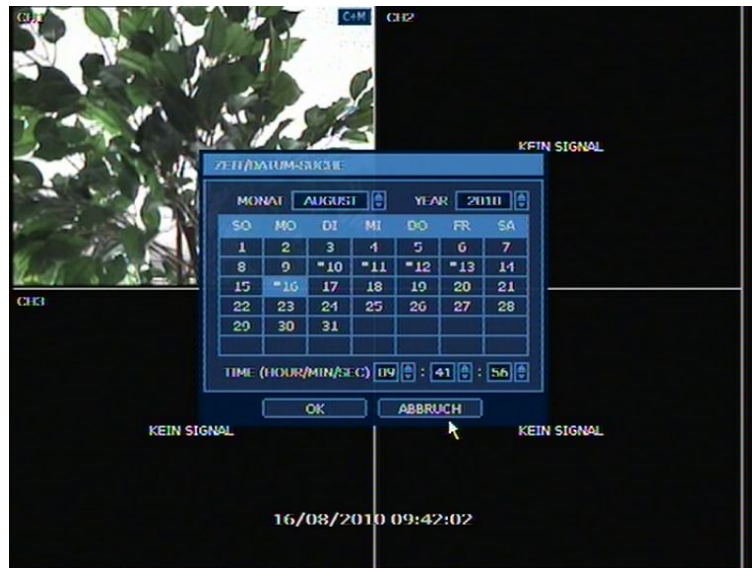 CH1 C+M CH2
KEIN SIGNAL
ZEIT/DATUM-SUCHE
MONAT AUGUST YEAR 2010
SO MO DI MI DO FR SA
1 2 3 4 5 6 7
8 9 10 11 12 13 14
15 16 17 18 19 20 21
22 23 24 25 26 27 28
29 30 31
CH3
TIME (HOUR/MIN/SEC) 09 : 41 : 56
OK ABBRUCH
KEIN SIGNAL KEIN SIGNAL
16/08/2010 09:42:02